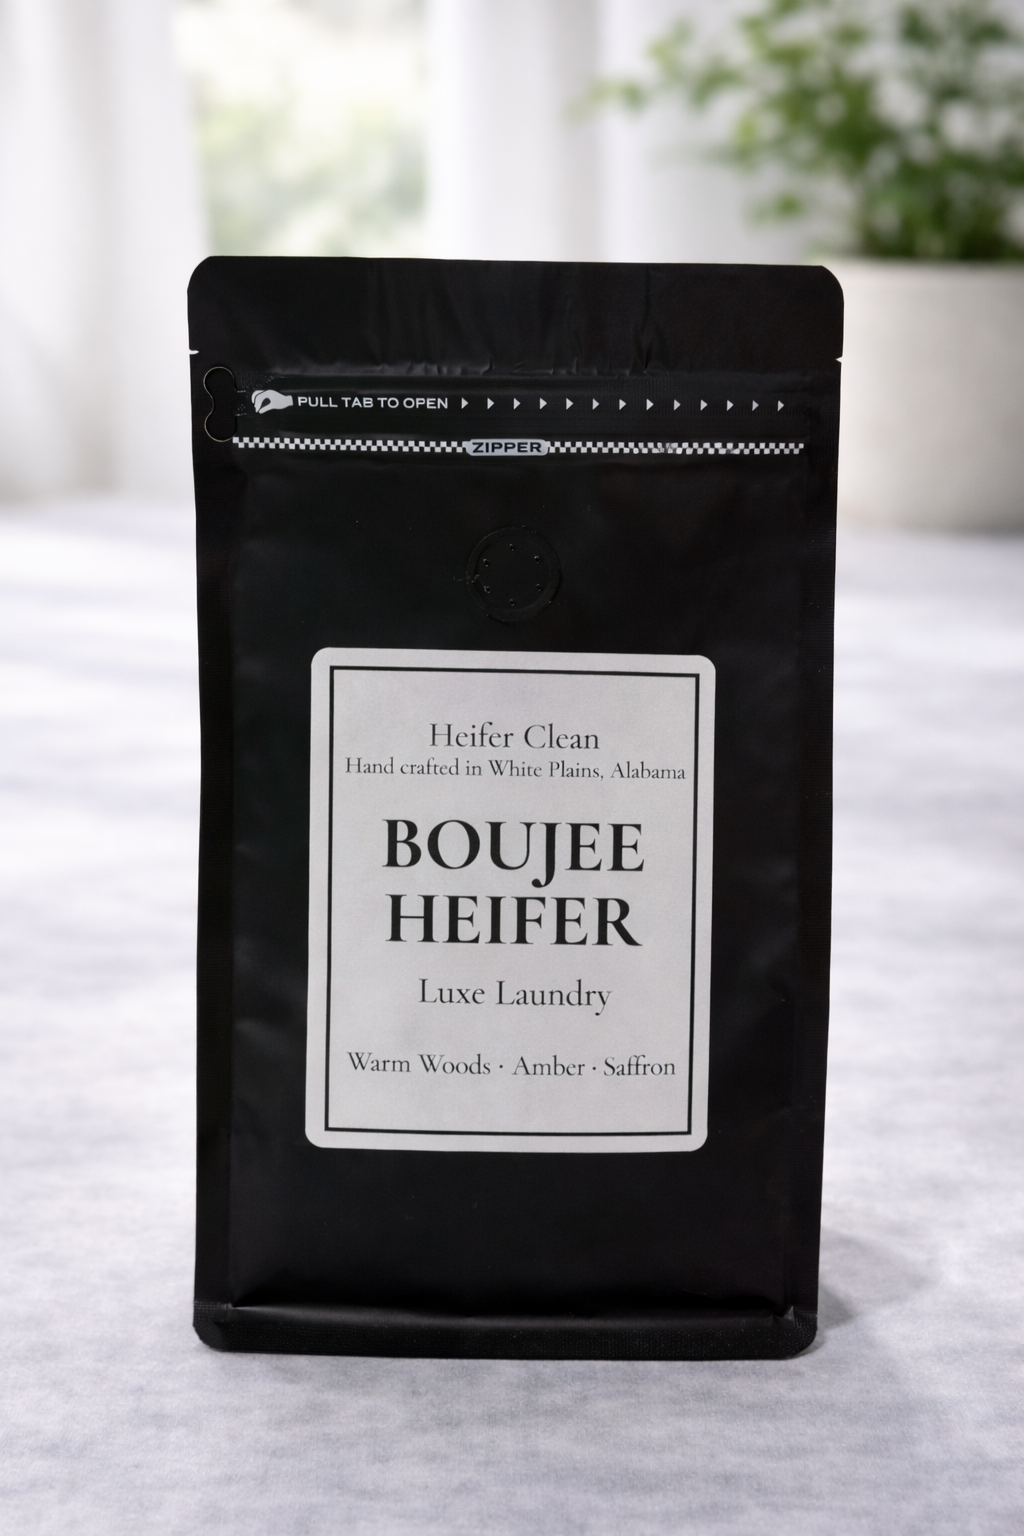 PULL TAB TO OPEN
ZIPPER
Heifer Clean
Hand crafted in White Plains, Alabama
BOUJEE
HEIFER
Luxe Laundry
Warm Woods · Amber · Saffron